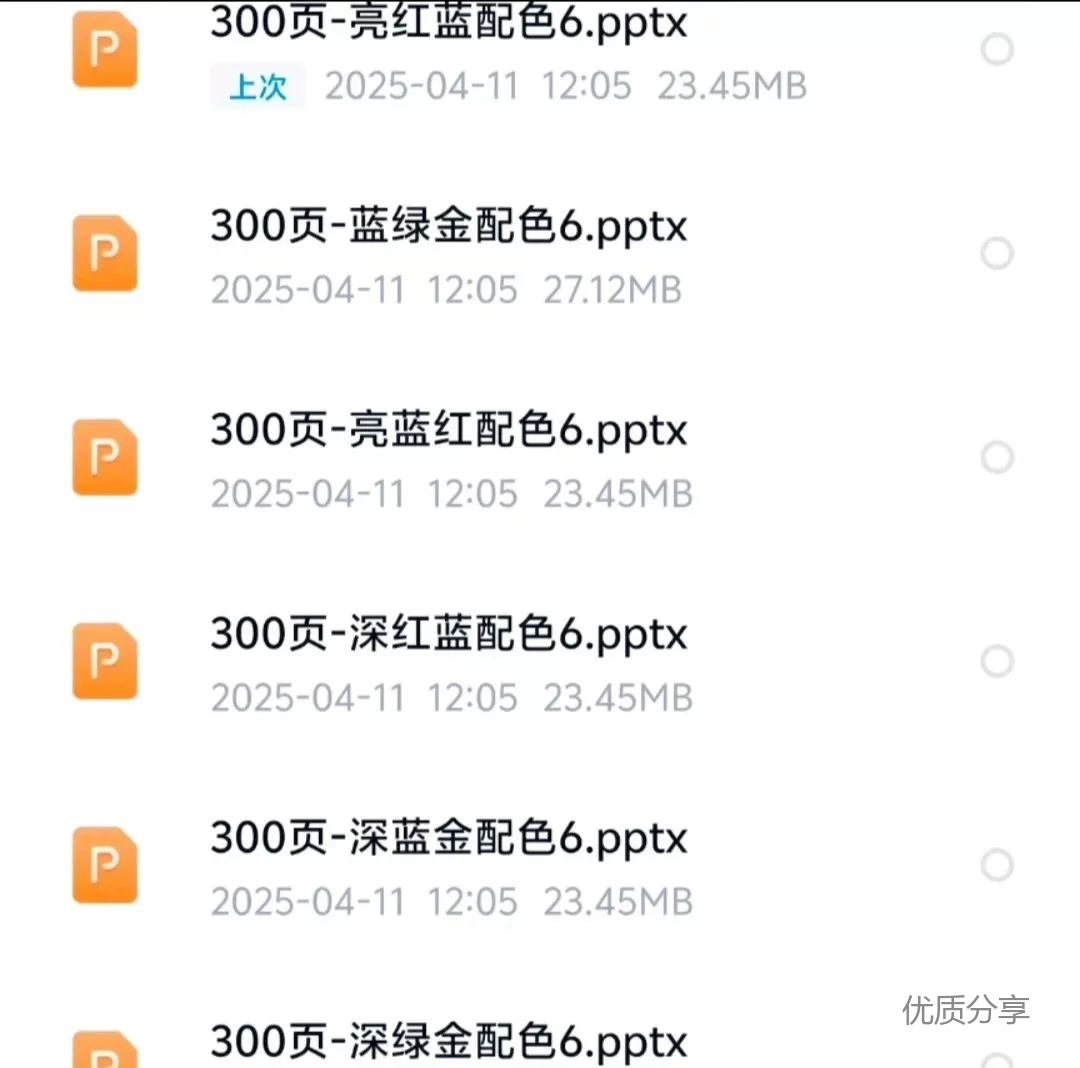 300页-亮红蓝配色6.pptx
上次 2025-04-11 12:05 23.45MB
P
300页-蓝绿金配色6.pptx
2025-04-11 12:05 27.12MB
P
300页-亮蓝红配色6.pptx
2025-04-11 12:05 23.45MB
P
300页-深红蓝配色6.pptx
2025-04-11 12:05 23.45MB
P
300页-深蓝金配色6.pptx
2025-04-11 12:05 23.45MB
P
优质分享
300页-深绿金配色6.pptx
P